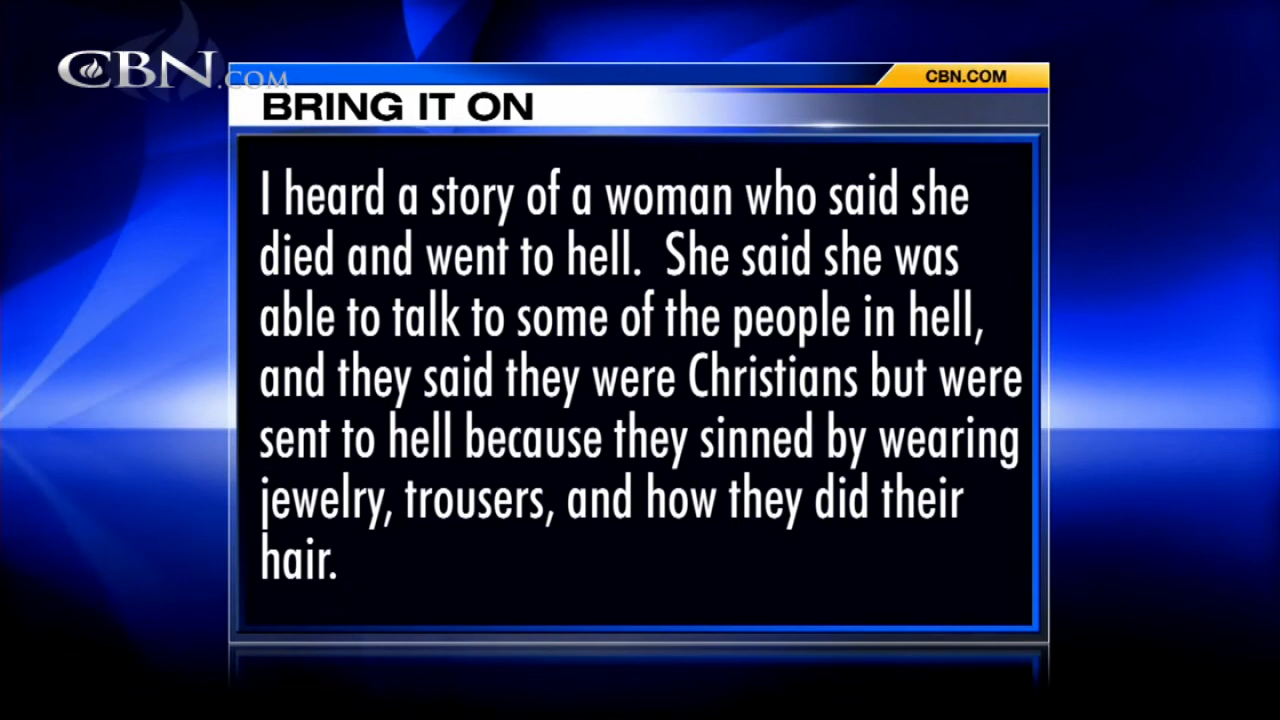 CBN.COM
CBN.COM
BRING IT ON
I heard a story of a woman who said she
died and went to hell.  She said she was
able to talk to some of the people in hell,
and they said they were Christians but were
sent to hell because they sinned by wearing
jewelry, trousers, and how they did their
hair.